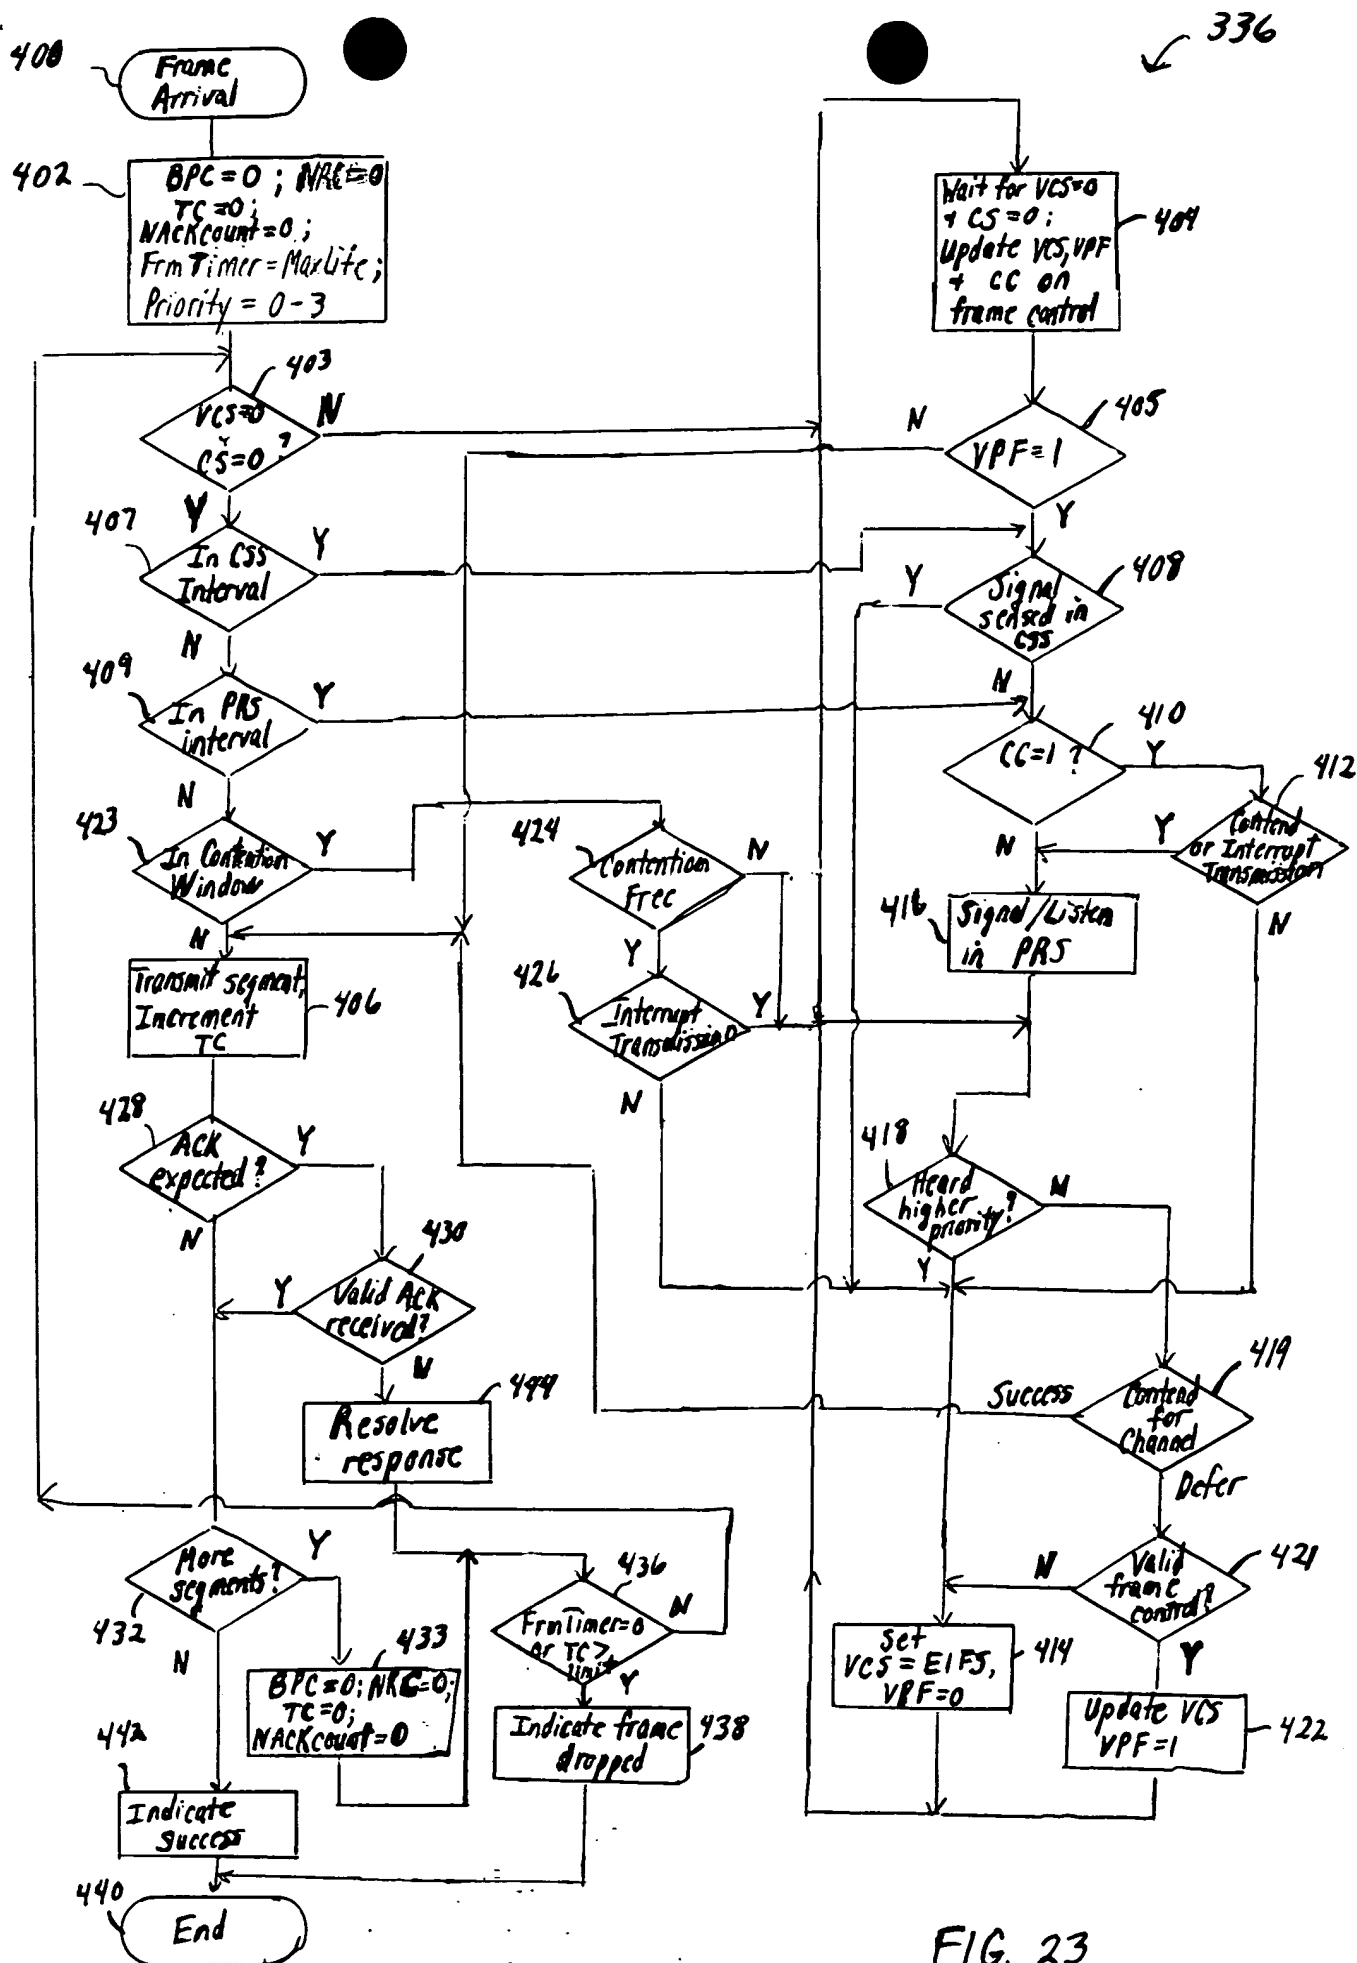 336
400
Frame
Arrival
402
BPC=0 ; NRC=0
TC=0;
NACKcount=0;
FrmTimer=MaxLife;
Priority = 0-3
Wait for VCS=0
+ CS=0;
Update VCS, VPF
+ CC on
frame control
404
403
VCS=0
+
CS=0 ?
N
Y
405
VPF=1
N
Y
407
In CSS
Interval
Y
N
408
Signal
sensed in
CSS
Y
N
409
In PRS
interval
Y
N
410
CC=1 ?
Y
N
412
Contend
or Interrupt
Transmission
Y
N
423
In Contention
Window
Y
N
424
Contention
Free
N
Y
416
Signal/Listen
in PRS
Transmit segment,
Increment
TC
406
426
Interrupt
Transmission
Y
N
428
ACK
expected?
Y
N
418
Heard
higher
priority?
N
Y
430
Valid ACK
received?
Y
N
444
Resolve
response
419
Contend
for
Channel
Success
Defer
More
segments?
432
Y
N
436
FrmTimer=0
or TC>
limit
N
Y
421
Valid
frame
control?
N
Y
433
BPC=0; NRC=0;
TC=0;
NACKcount=0
Set
VCS=EIFS,
VPF=0
414
Indicate frame
dropped
438
Update VCS
VPF=1
422
442
Indicate
success
440
End
FIG. 23